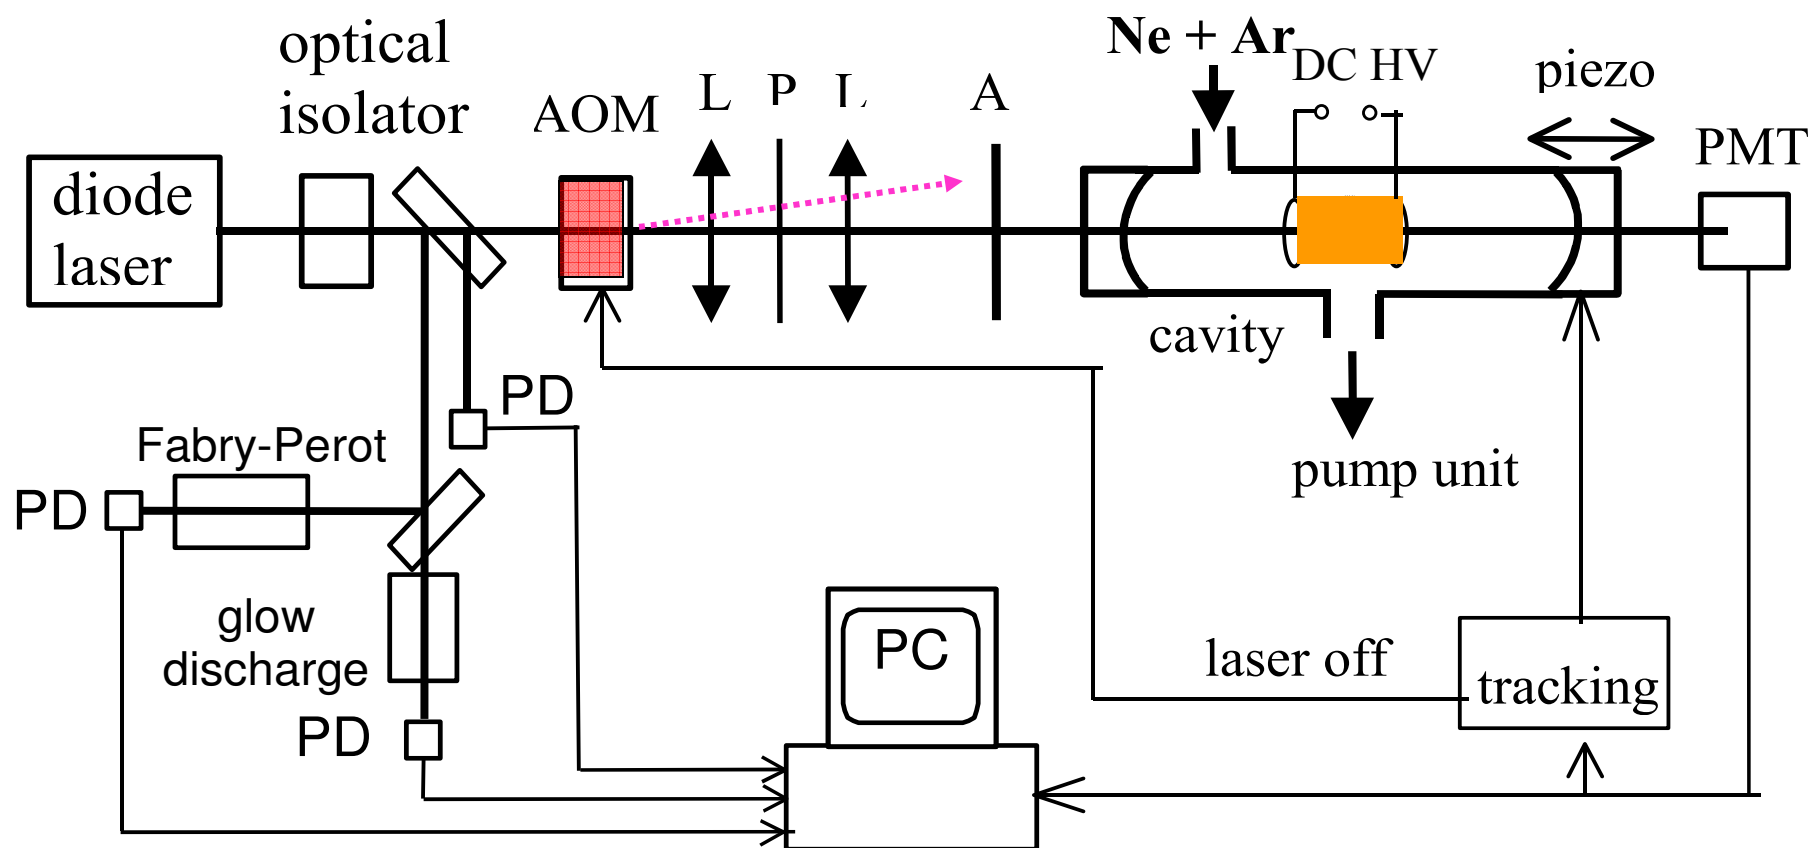 optical
isolator
diode
laser
AOM
L
P
L
A
Ne + Ar
DC HV
piezo
PMT
cavity
pump unit
PD
Fabry-Perot
PD
glow
discharge
PD
PC
laser off
tracking